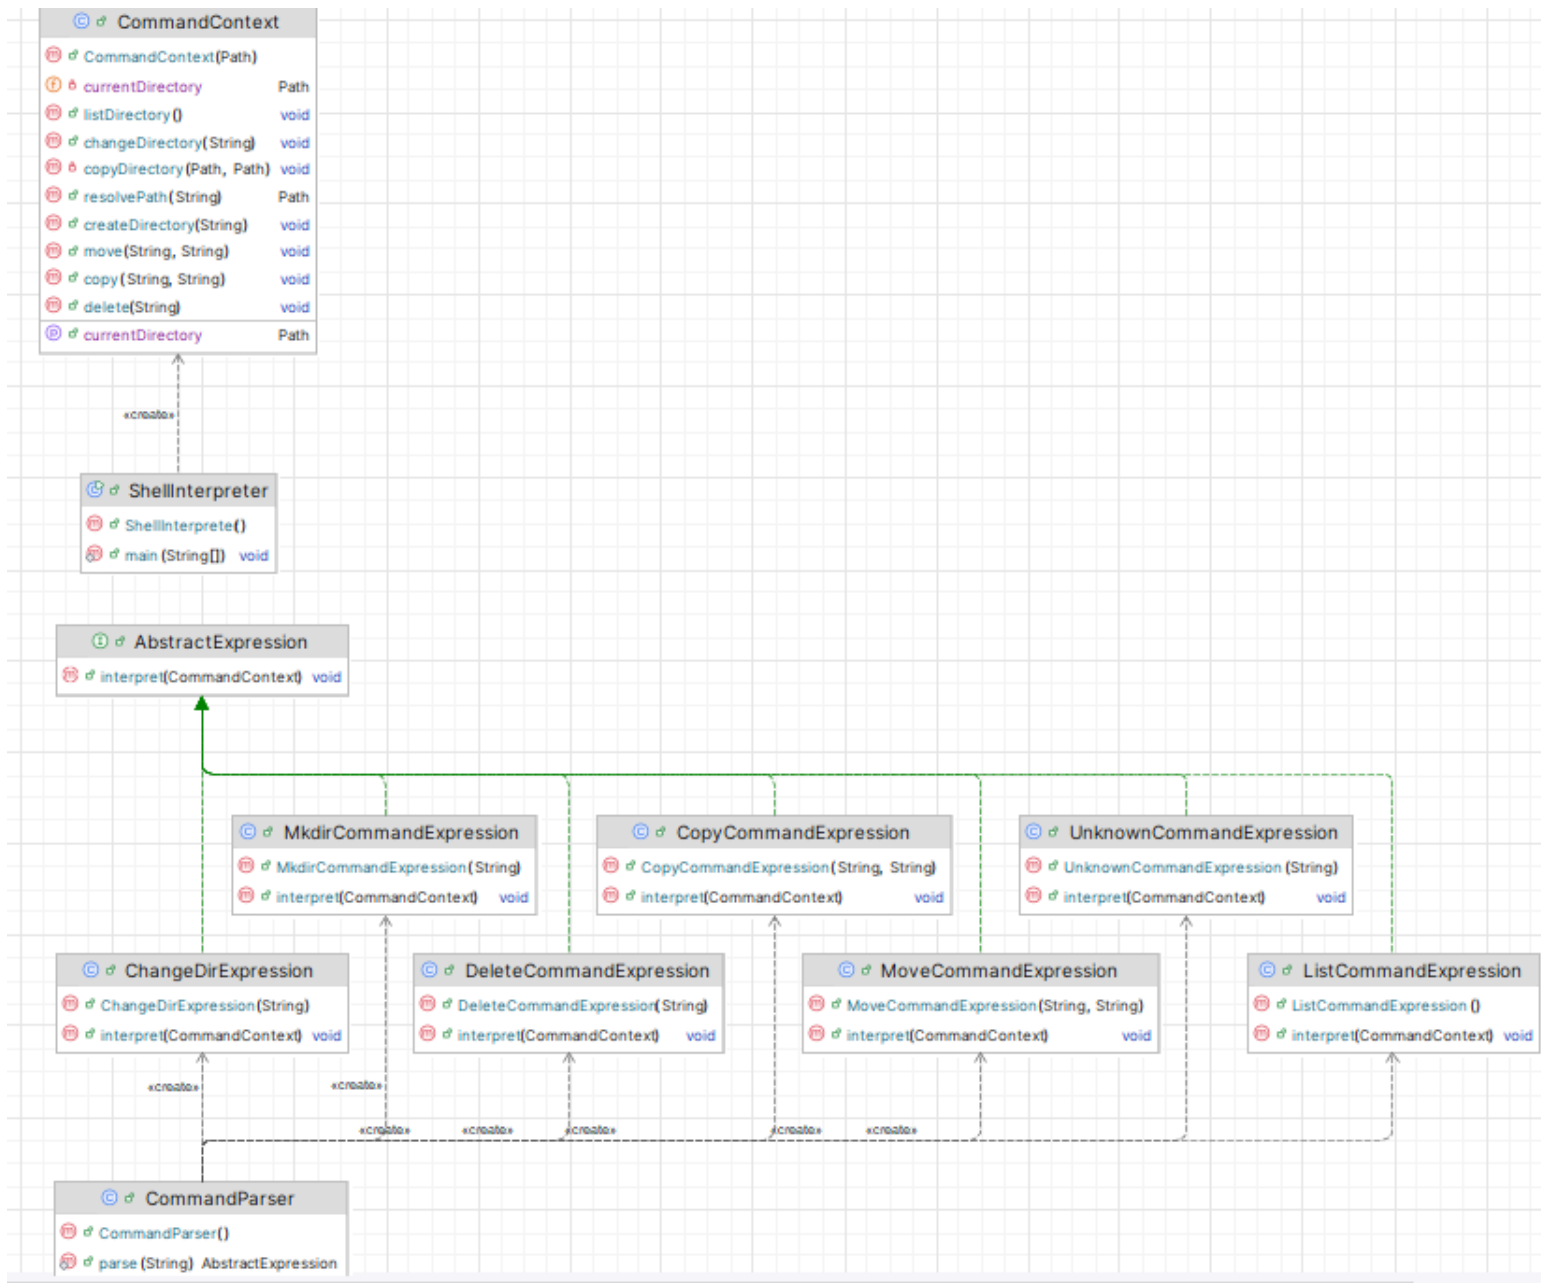 CommandContext
CommandContext(Path)
currentDirectory Path
listDirectory() void
changeDirectory(String) void
copyDirectory(Path, Path) void
resolvePath(String) Path
createDirectory(String) void
move(String, String) void
copy(String, String) void
delete(String) void
currentDirectory Path
«create»
ShellInterpreter
ShellInterprete()
main(String[]) void
AbstractExpression
interpret(CommandContext) void
MkdirCommandExpression
MkdirCommandExpression(String)
interpret(CommandContext) void
CopyCommandExpression
CopyCommandExpression(String, String)
interpret(CommandContext) void
UnknownCommandExpression
UnknownCommandExpression(String)
interpret(CommandContext) void
ChangeDirExpression
ChangeDirExpression(String)
interpret(CommandContext) void
DeleteCommandExpression
DeleteCommandExpression(String)
interpret(CommandContext) void
MoveCommandExpression
MoveCommandExpression(String, String)
interpret(CommandContext) void
ListCommandExpression
ListCommandExpression()
interpret(CommandContext) void
«create» «create»
«create» «create» «create» «create» «create»
CommandParser
CommandParser()
parse(String) AbstractExpression